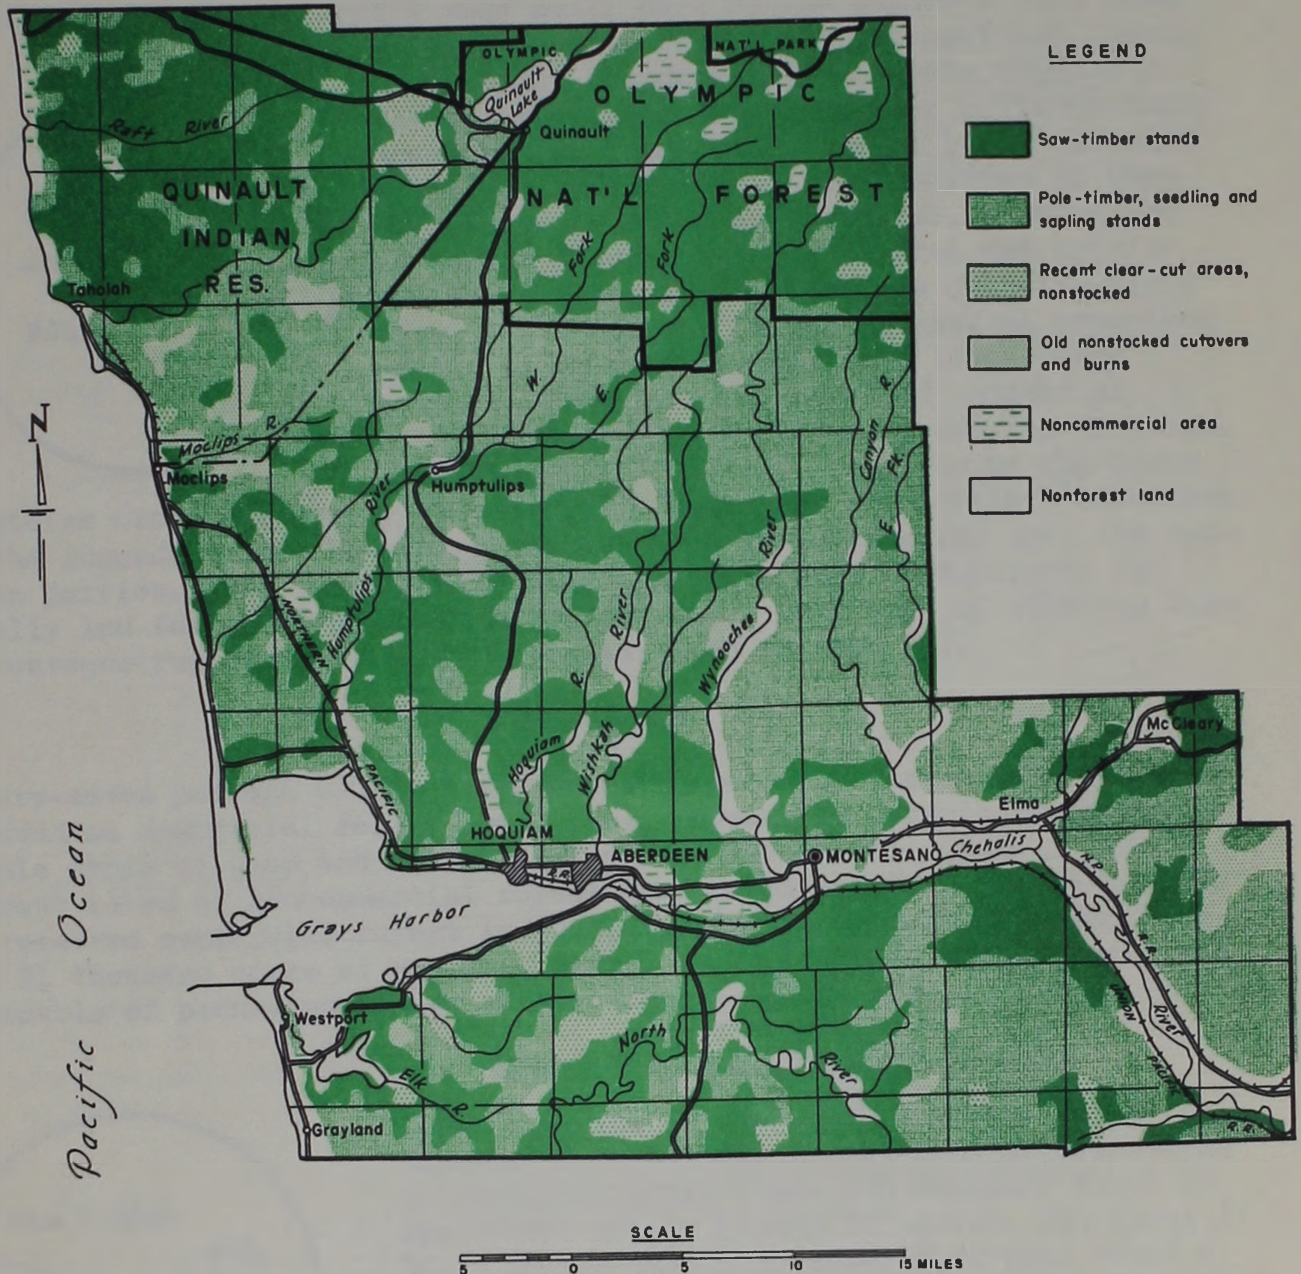 LEGEND
Saw-timber stands
Pole-timber, seedling and
sapling stands
Recent clear-cut areas,
nonstocked
Old nonstocked cutovers
and burns
Noncommercial area
Nonforest land
OLYMPIC
NAT'L PARK
Quinault
Lake
OLYMPIC
Quinault
NAT'L FOREST
Raft River
QUINAULT
INDIAN
RES.
Taholah
Fork
Fork
W
E
R
Canyon
Fk.
E
N
Moclips R.
Moclips
River
Humptulips
Humptulips
NORTHERN
PACIFIC
River
River
R.
Hoquiam
Wishkah
Wynoochee
McCleary
Elma
HOQUIAM
ABERDEEN
R.R.
MONTESANO
Chehalis
N.P.
R.R.
River
UNION
PACIFIC
R.R.
Pacific Ocean
Grays Harbor
Westport
Elk
R.
North
River
Grayland
SCALE
5 0 5 10 15 MILES